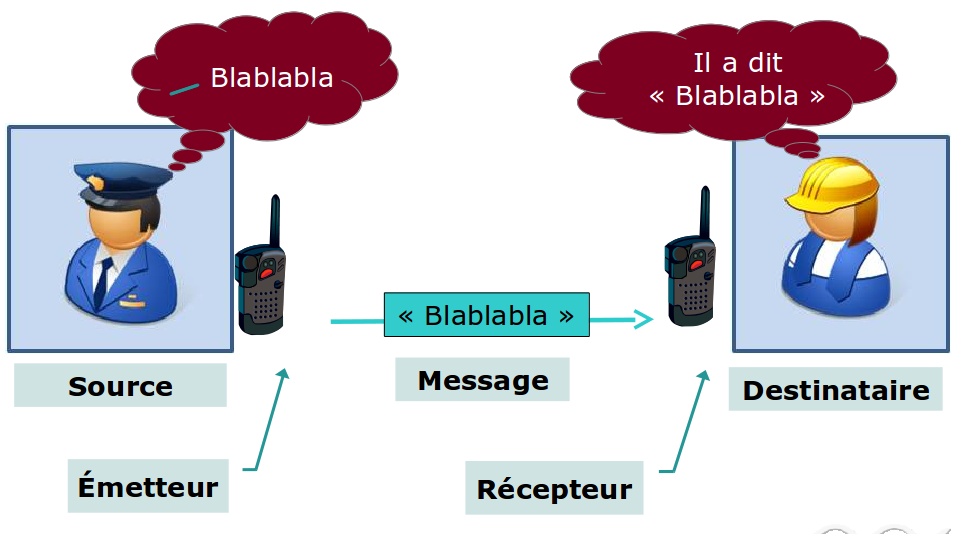 Blablabla
Il a dit
« Blablabla »
« Blablabla »
Source
Message
Destinataire
Émetteur
Récepteur